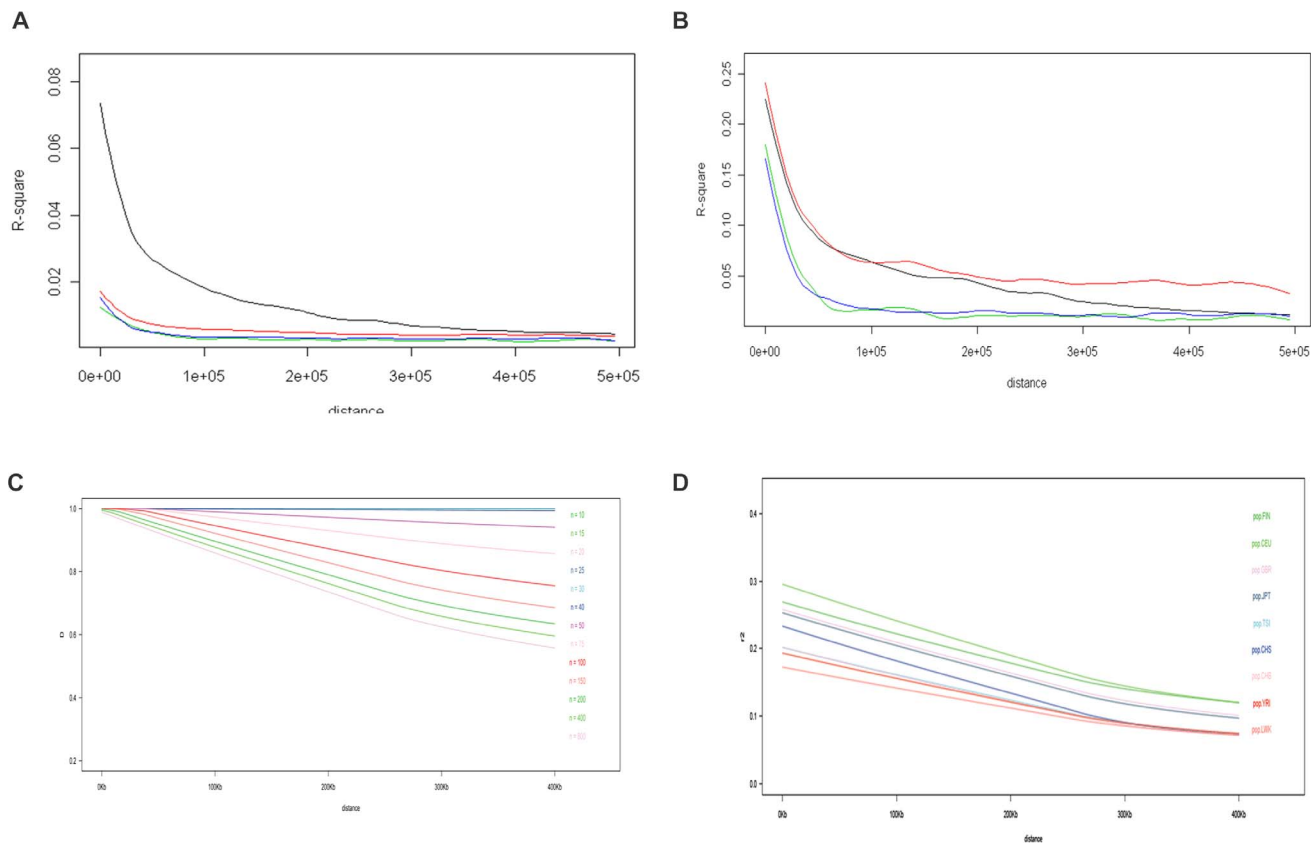 A
R-square
0.08
0.06
0.04
0.02
0e+00 1e+05 2e+05 3e+05 4e+05 5e+05
distance
B
R-square
0.25
0.20
0.15
0.10
0.05
0e+00 1e+05 2e+05 3e+05 4e+05 5e+05
distance
C
1.0
0.8
0.6
0.4
0.2
D
0Kb 100Kb 200Kb 300Kb 400Kb
distance
n = 10
n = 15
n = 20
n = 25
n = 30
n = 40
n = 50
n = 75
n = 100
n = 150
n = 200
n = 400
D
r2
0.4
0.3
0.2
0.1
0.0
0Kb 100Kb 200Kb 300Kb 400Kb
distance
pop.FIN
pop.CEU
pop.GBR
pop.JPT
pop.TSI
pop.CHS
pop.CHB
pop.YRI
pop.LWK